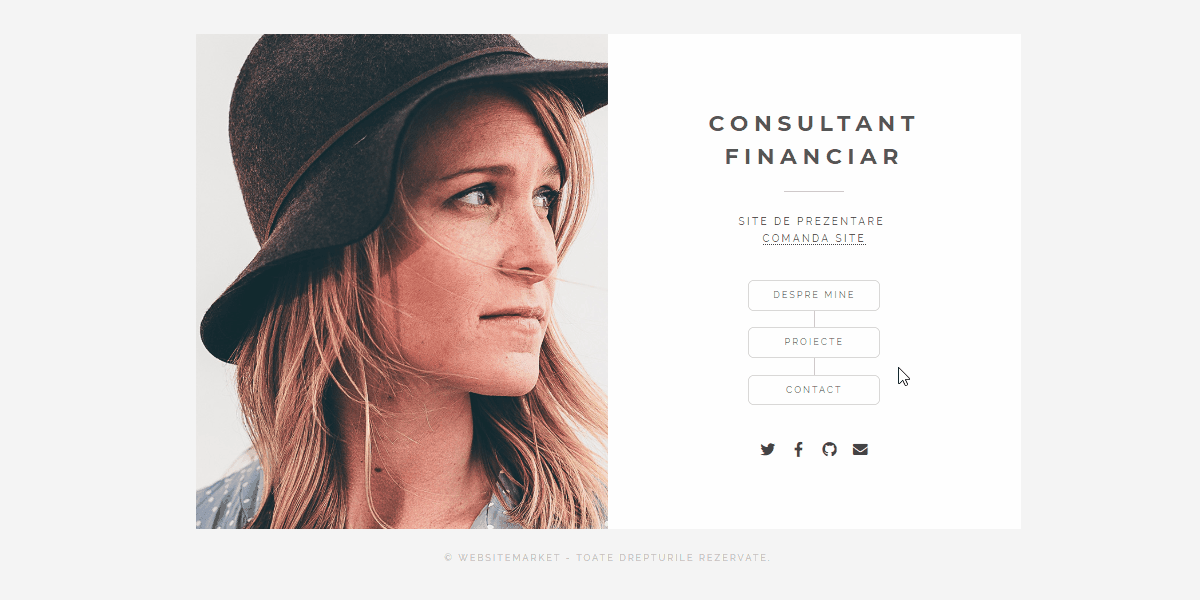 CONSULTANT
FINANCIAR
SITE DE PREZENTARE
COMANDA SITE
DESPRE MINE
PROIECTE
CONTACT
© WEBSITEMARKET - TOATE DREPTURILE REZERVATE.